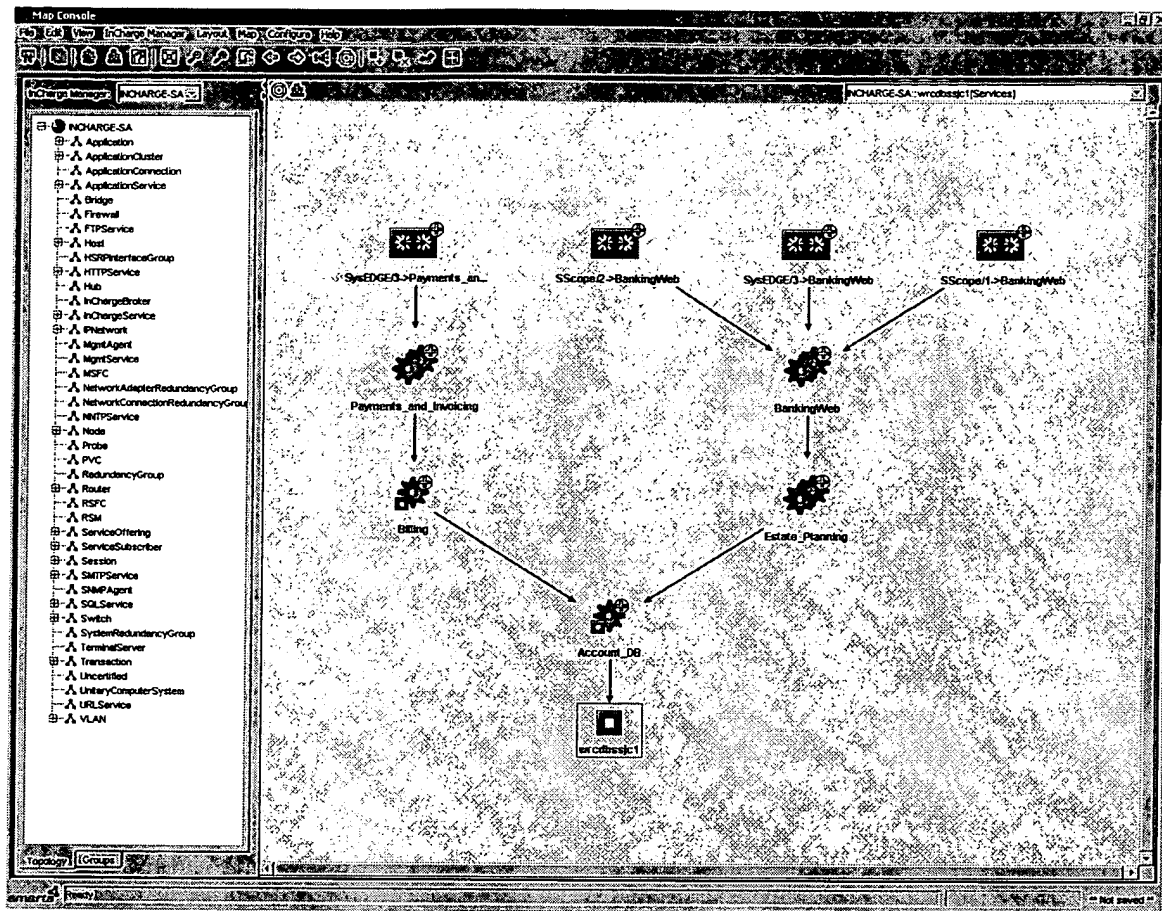 Map Console
File Edit View InCharge Manager Layout Map Configure Help
InCharge Manager: INCHARGE-SA
INCHARGE-SA::wrcdbssjc1[Services]
INCHARGE-SA
Application
ApplicationCluster
ApplicationConnection
ApplicationService
Bridge
Firewall
FTPService
Host
HSRPInterfaceGroup
HTTPService
Hub
InChargeBroker
InChargeService
IPNetwork
MgmtAgent
MgmtService
MSFC
NetworkAdapterRedundancyGroup
NetworkConnectionRedundancyGrou
NNTPService
Node
Probe
PVC
RedundancyGroup
Router
RSFC
RSM
ServiceOffering
ServiceSubscriber
Session
SMTPService
SNMPAgent
SQLService
Switch
SystemRedundancyGroup
TerminalServer
Transaction
Uncertified
UnitaryComputerSystem
URLService
VLAN
Topology Groups
SysEDGE/3->Payments_an...
SScope/2->BankingWeb
SysEDGE/3->BankingWeb
SScope/1->BankingWeb
Payments_and_Invoicing
BankingWeb
Billing
Estate_Planning
Account_DB
wrcdbssjc1
smarts Ready
** Not saved **